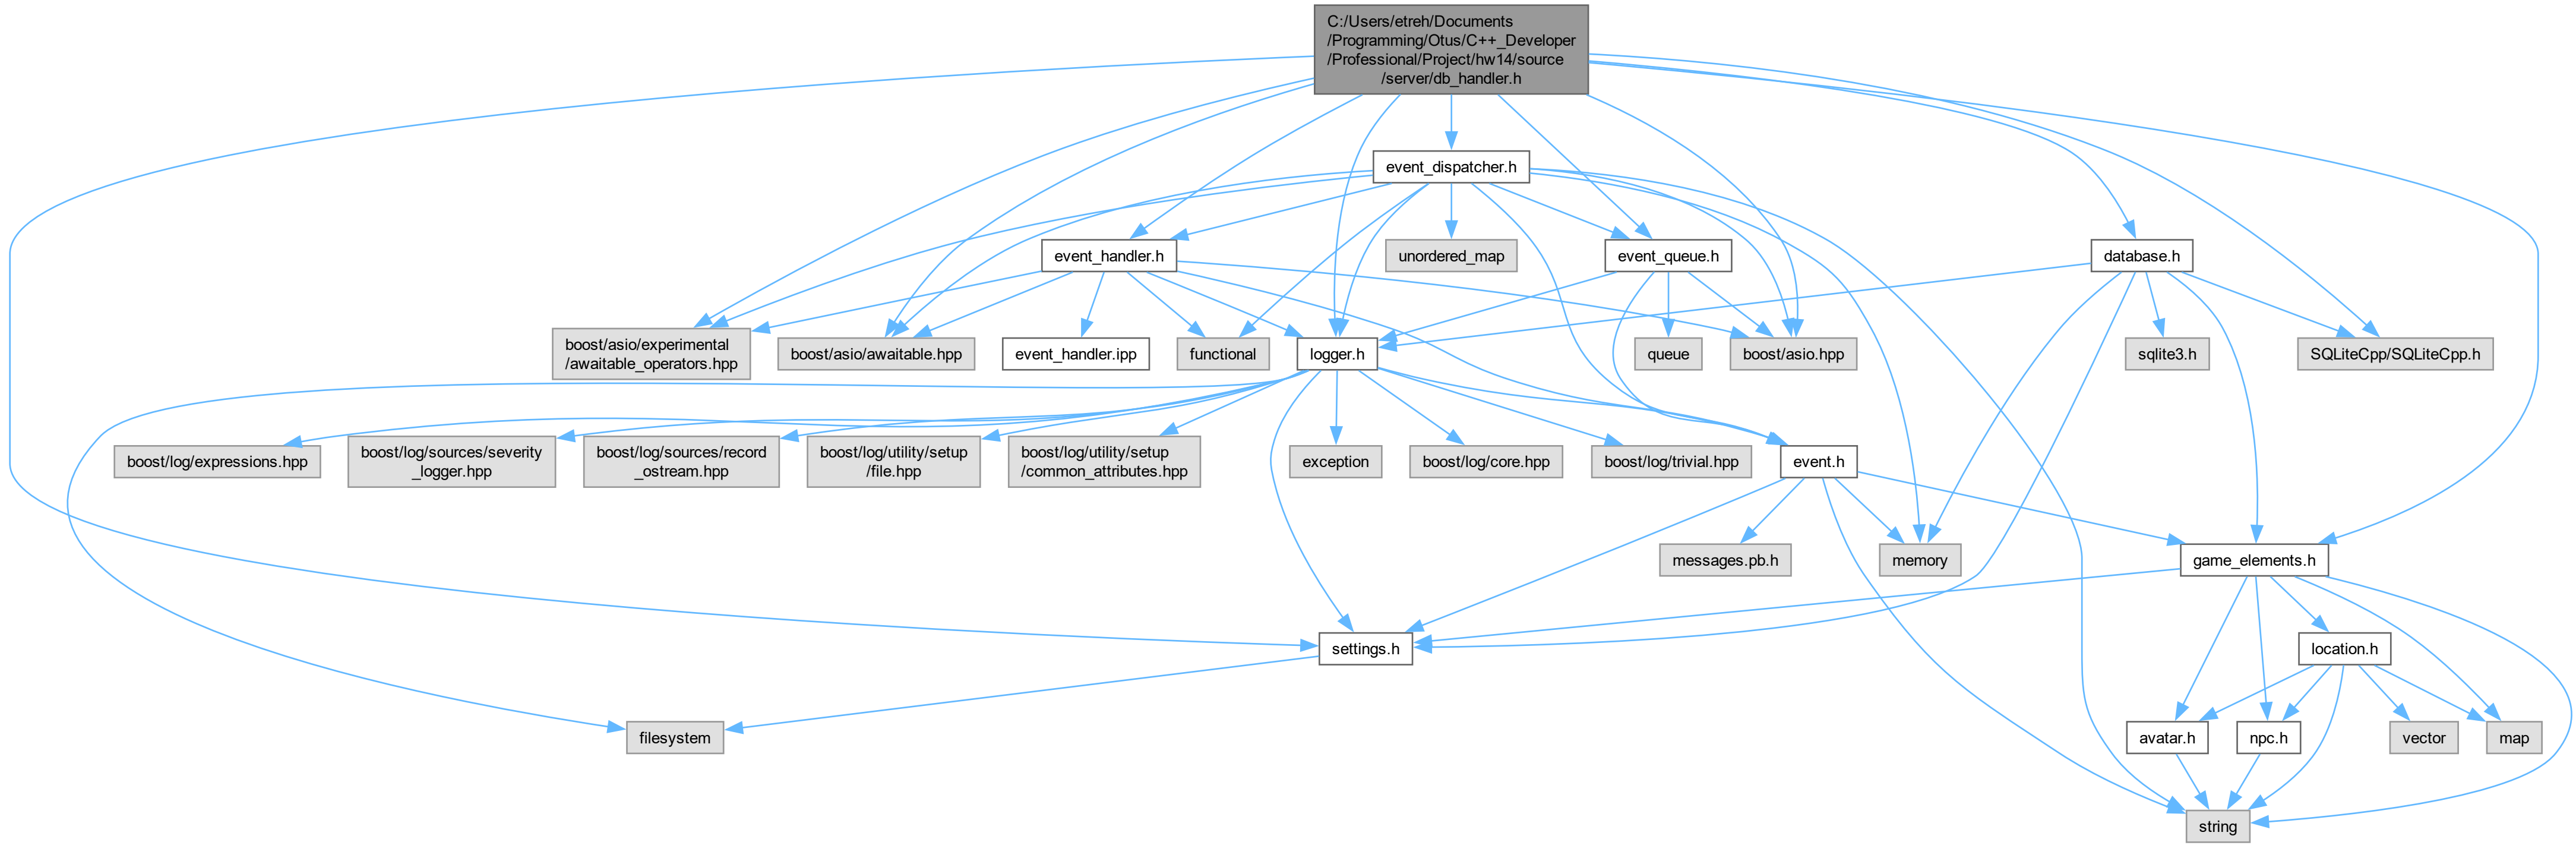 C:/Users/etreh/Documents
/Programming/Otus/C++_Developer
/Professional/Project/hw14/source
/server/db_handler.h
event_dispatcher.h
event_handler.h
unordered_map
event_queue.h
database.h
boost/asio/experimental
/awaitable_operators.hpp
boost/asio/awaitable.hpp
event_handler.ipp
functional
logger.h
queue
boost/asio.hpp
sqlite3.h
SQLiteCpp/SQLiteCpp.h
boost/log/expressions.hpp
boost/log/sources/severity
_logger.hpp
boost/log/sources/record
_ostream.hpp
boost/log/utility/setup
/file.hpp
boost/log/utility/setup
/common_attributes.hpp
exception
boost/log/core.hpp
boost/log/trivial.hpp
event.h
messages.pb.h
memory
game_elements.h
settings.h
location.h
filesystem
avatar.h
npc.h
vector
map
string